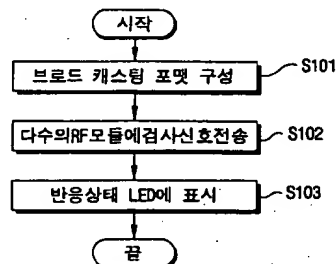 시작
브로드 캐스팅 포맷 구성
S101
다수의RF모듈에검사신호전송
S102
반응상태 LED에 표시
S103
끝